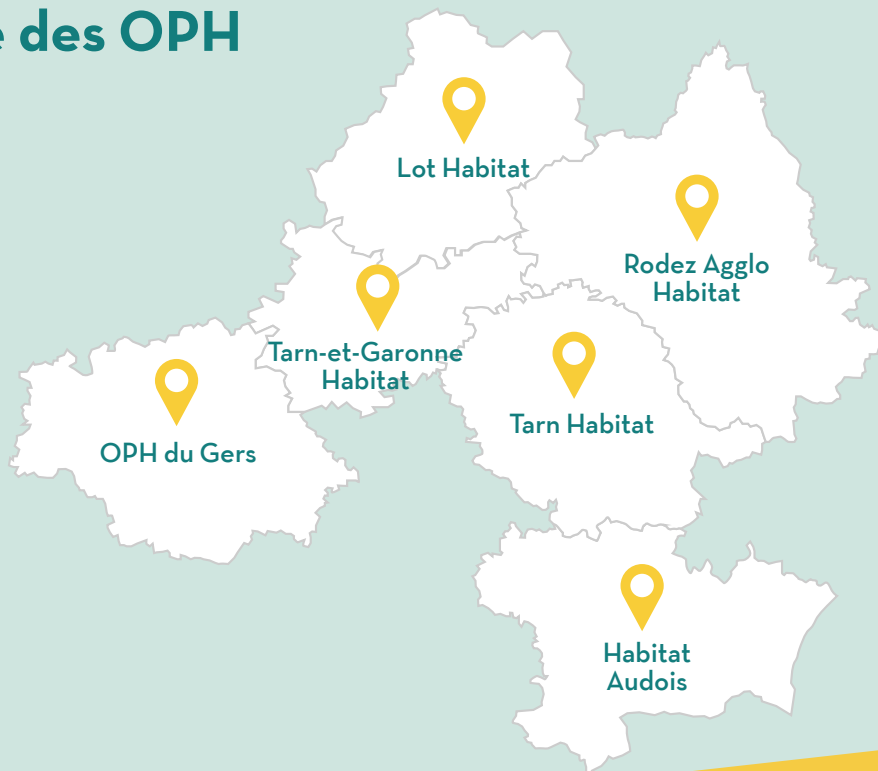 e des OPH
Lot Habitat
Rodez Agglo
Habitat
Tarn-et-Garonne
Habitat
Tarn Habitat
OPH du Gers
Habitat
Audois